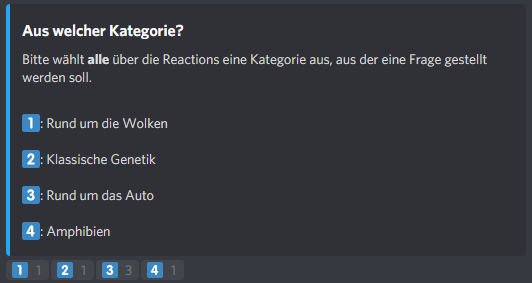 Aus welcher Kategorie?
Bitte wählt alle über die Reactions eine Kategorie aus, aus der eine Frage gestellt
werden soll.
1: Rund um die Wolken
2: Klassische Genetik
3: Rund um das Auto
4: Amphibien
1 1 2 1 3 3 4 1